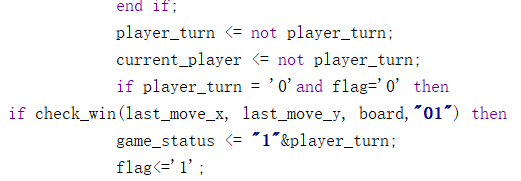 end if;
player_turn <= not player_turn;
current_player <= not player_turn;
if player_turn = '0'and flag='0' then
if check_win(last_move_x, last_move_y, board,"01") then
game_status <= "1"&player_turn;
flag<='1';